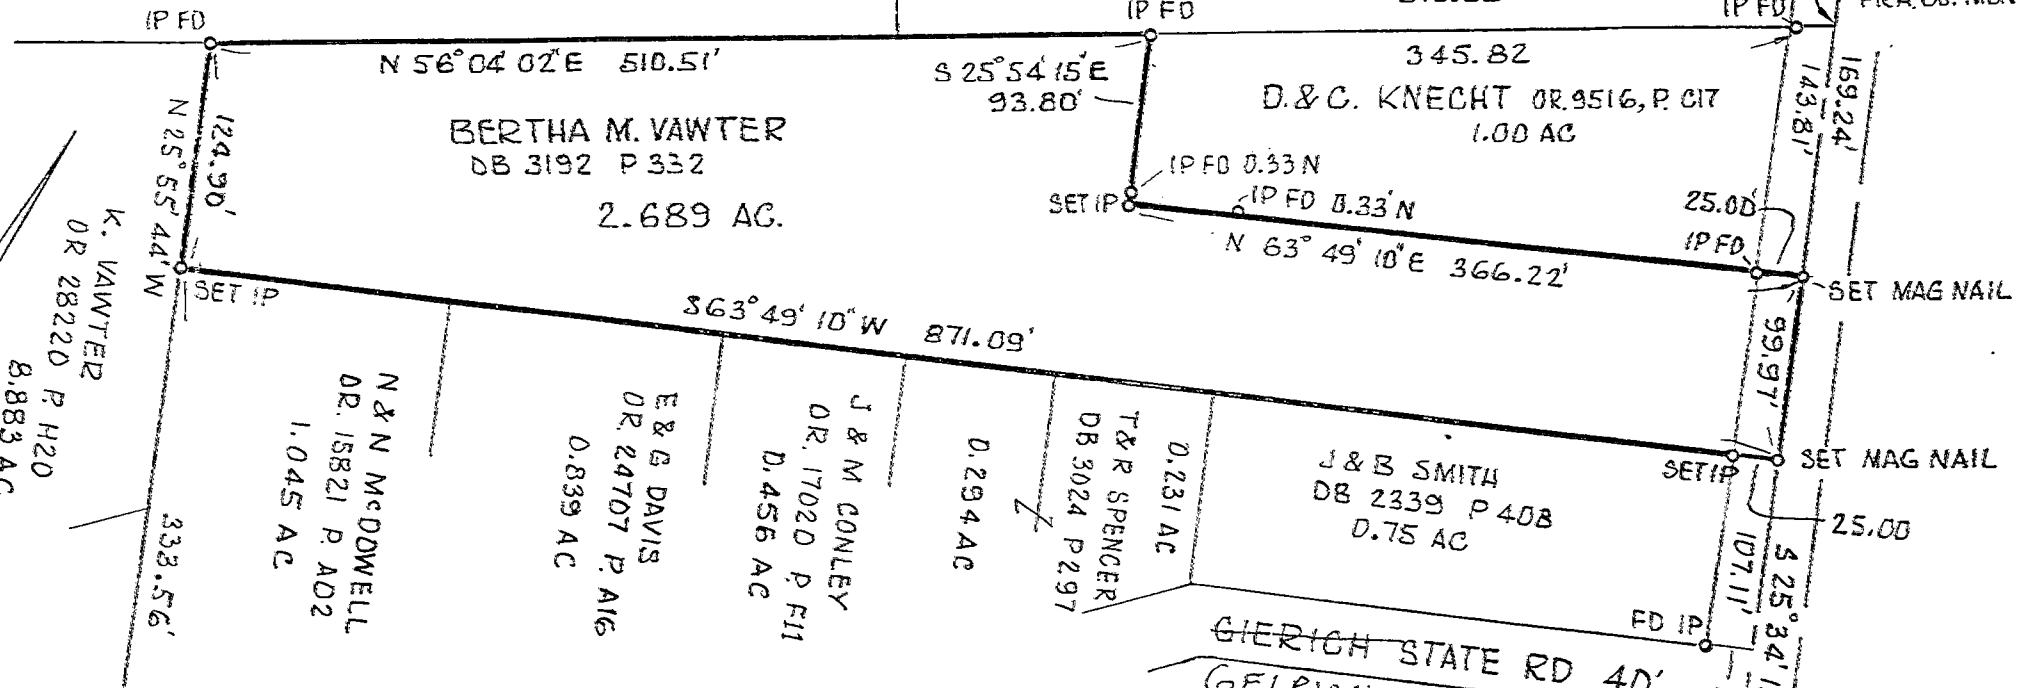 IP FD
IP FD
IP FD
N 56°04'02"E 510.51'
S 25°54'15"E
93.80'
345.82
D. & C. KNECHT OR.9516, P. C17
1.00 AC
143.81'
169.24'
BERTHA M. VAWTER
DB 3192 P 332
2.689 AC.
124.90'
N 25°55'44" W
IP FD 0.33 N
SET IP
IP FD 0.33' N
25.00'
IP FD
N 63° 49' 10" E 366.22'
SET MAG NAIL
SET IP
S63°49' 10" W 871.09'
99.97'
K. VAWTER
OR 28220 P. H20
8.883 AC
333.56'
N & N MCDOWELL
OR. 15821 P. A02
1.045 AC
E & G DAVIS
OR. 24707 P. A16
0.839 AC
J & M CONLEY
OR. 17020 P. F11
0.456 AC
0.294 AC
T&R SPENCER
DB 3024 P 297
0.231 AC
J & B SMITH
DB 2339 P 408
0.75 AC
SET IP
SET MAG NAIL
25.00
107.11'
S 25°34'
FD IP
GIERICH STATE RD 40'